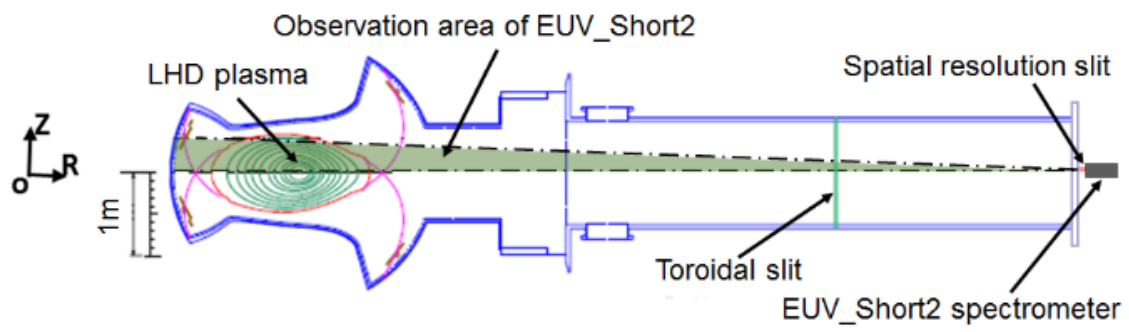 Observation area of EUV_Short2
LHD plasma
Spatial resolution slit
Z
R
O
1m
Toroidal slit
EUV_Short2 spectrometer